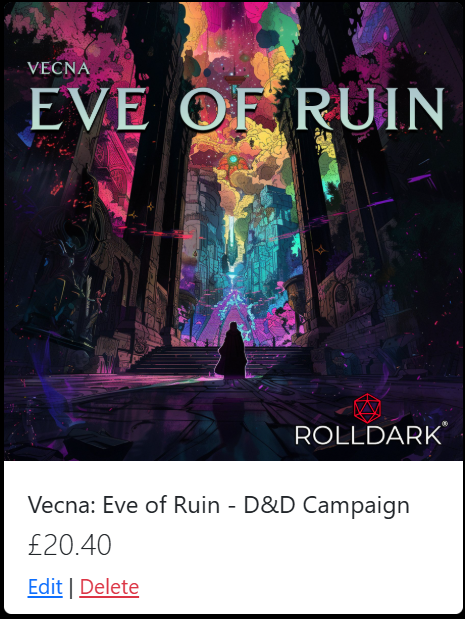 VECNA
EVE OF RUIN
ROLLDARK®
Vecna: Eve of Ruin - D&D Campaign
£20.40
Edit | Delete